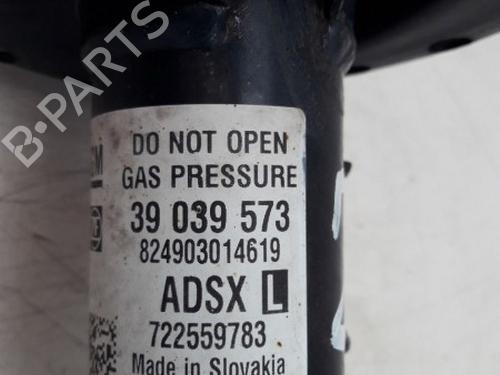 B-PARTS
DO NOT OPEN
GAS PRESSURE
39 039 573
824903014619
ADSX L
722559783
Made in Slovakia